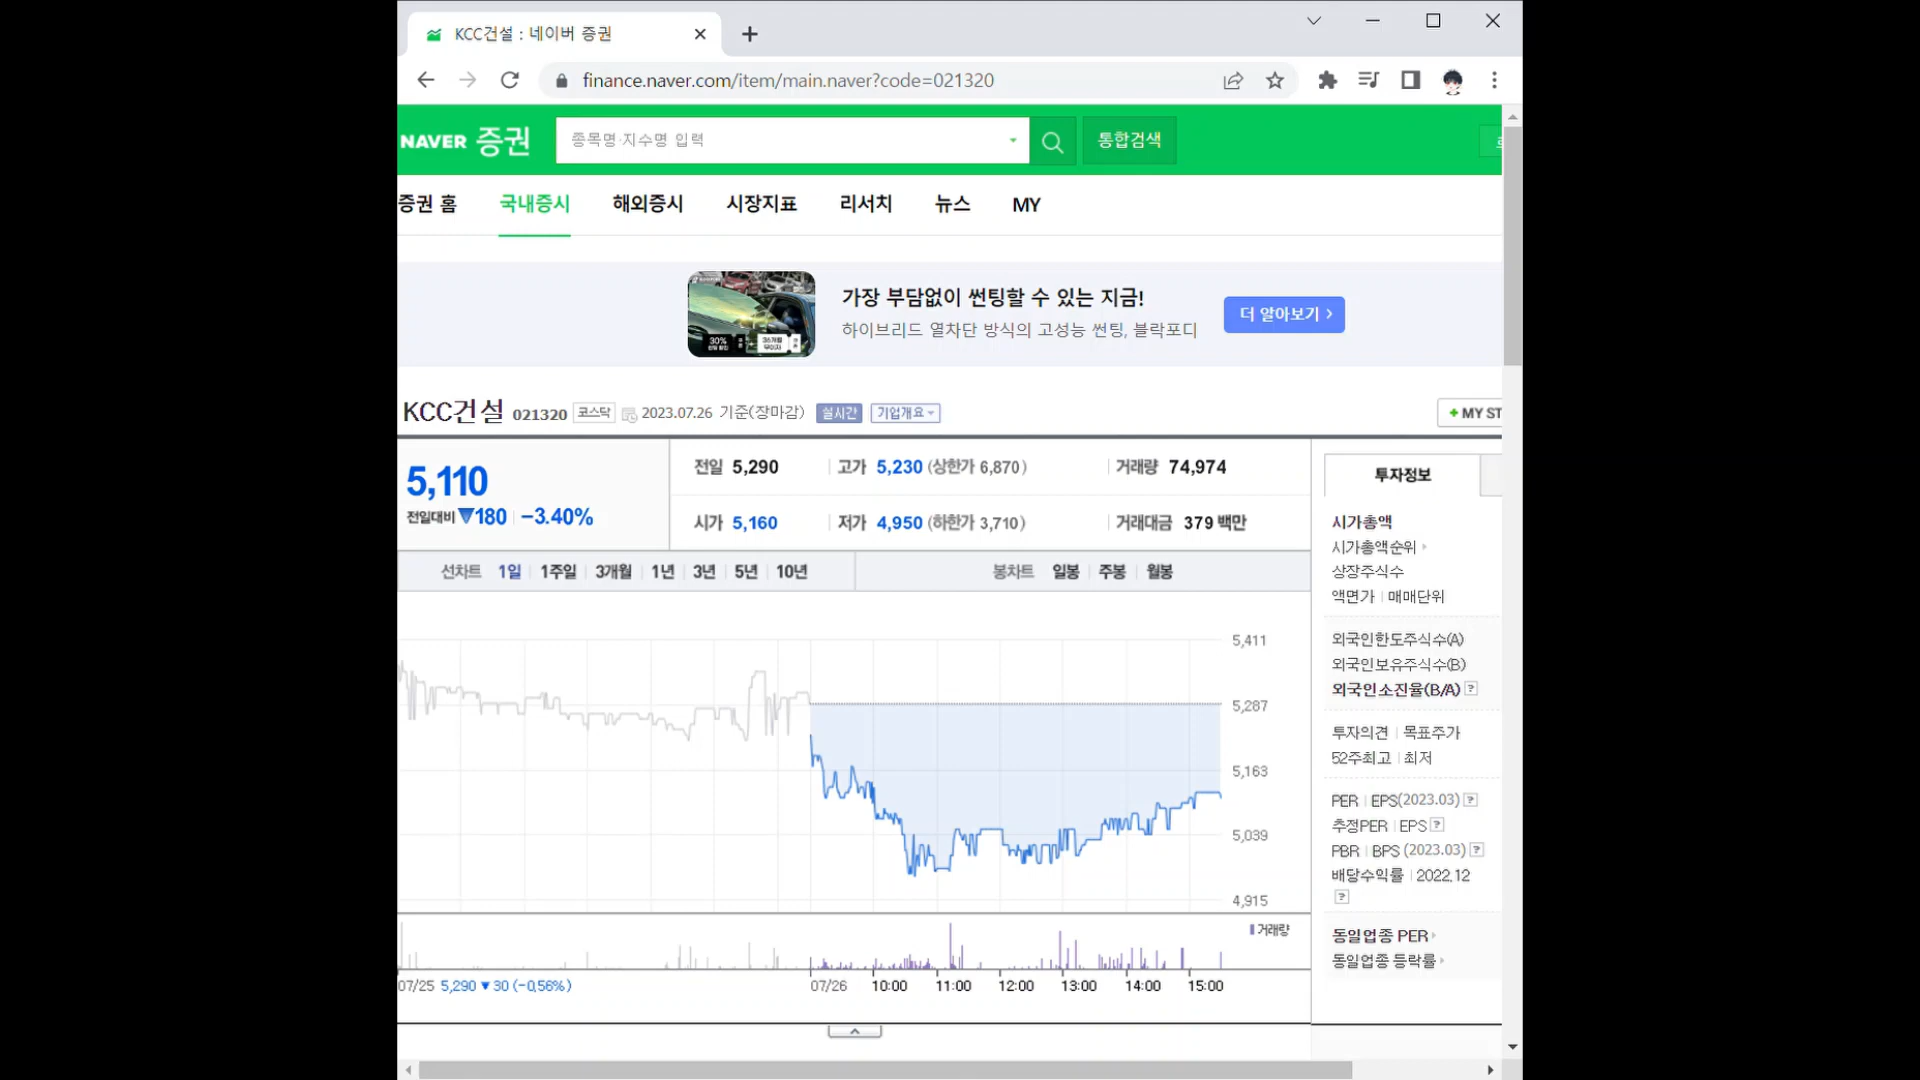 KCC건설 : 네이버 증권
finance.naver.com/item/main.naver?code=021320
NAVER 증권
종목명·지수명 입력
통합검색
증권 홈 국내증시 해외증시 시장지표 리서치 뉴스 MY
가장 부담없이 썬팅할 수 있는 지금!
하이브리드 열차단 방식의 고성능 썬팅, 블락포디
더 알아보기
30%
KCC건설 021320 코스닥 2023.07.26 기준(장마감) 실시간 기업개요
+ MY ST
5,110
전일대비 ▼180 | -3.40%
전일 5,290 | 고가 5,230 (상한가 6,870) | 거래량 74,974
시가 5,160 | 저가 4,950 (하한가 3,710) | 거래대금 379 백만
선차트 1일 1주일 3개월 1년 3년 5년 10년
봉차트 일봉 주봉 월봉
5,411
5,287
5,163
5,039
4,915
거래량
07/25 5,290 ▼ 30 (-0.56%)
07/26 10:00 11:00 12:00 13:00 14:00 15:00
투자정보
시가총액
시가총액순위
상장주식수
액면가 | 매매단위
외국인한도주식수(A)
외국인보유주식수(B)
외국인소진율(B/A) ?
투자의견 | 목표주가
52주최고 | 최저
PER | EPS(2023.03) ?
추정PER | EPS ?
PBR | BPS (2023.03) ?
배당수익률 | 2022.12
?
동일업종 PER
동일업종 등락률